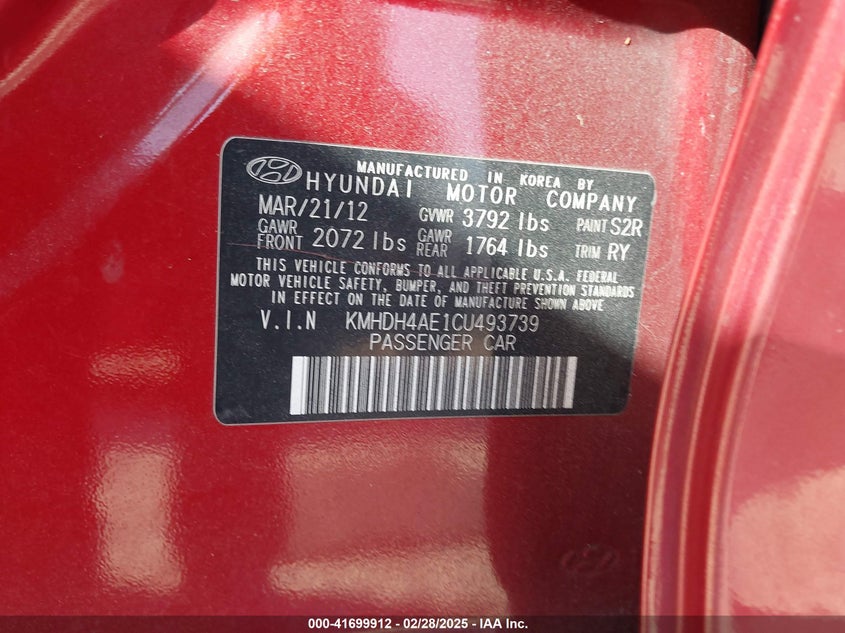 MANUFACTURED IN KOREA BY
HYUNDAI MOTOR COMPANY
MAR/21/12 GVWR 3792 lbs PAINT S2R
GAWR FRONT 2072 lbs GAWR REAR 1764 lbs TRIM RY
THIS VEHICLE CONFORMS TO ALL APPLICABLE U.S.A. FEDERAL
MOTOR VEHICLE SAFETY, BUMPER, AND THEFT PREVENTION STANDARDS
IN EFFECT ON THE DATE OF MANUFACTURE SHOWN ABOVE
V.I.N KMHDH4AE1CU493739
PASSENGER CAR
000-41699912 - 02/28/2025 - IAA Inc.